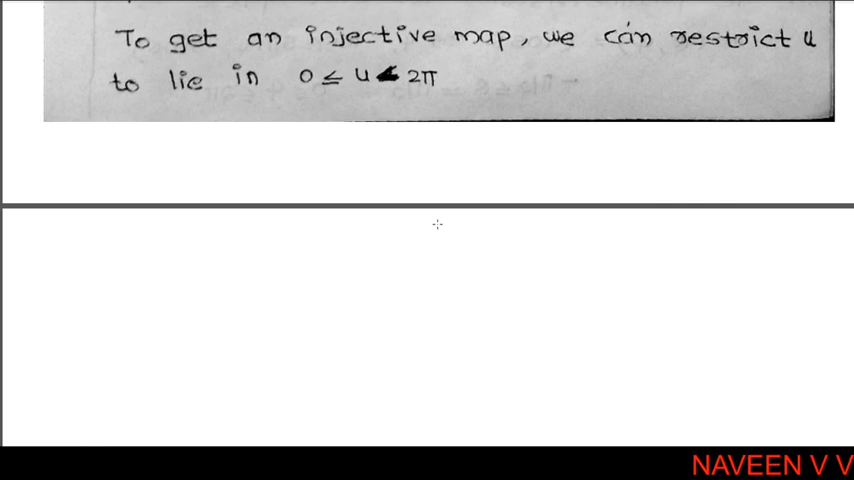 To get an injective map, we can restrict u
to lie in 0 ≤ u < 2π
NAVEEN V V